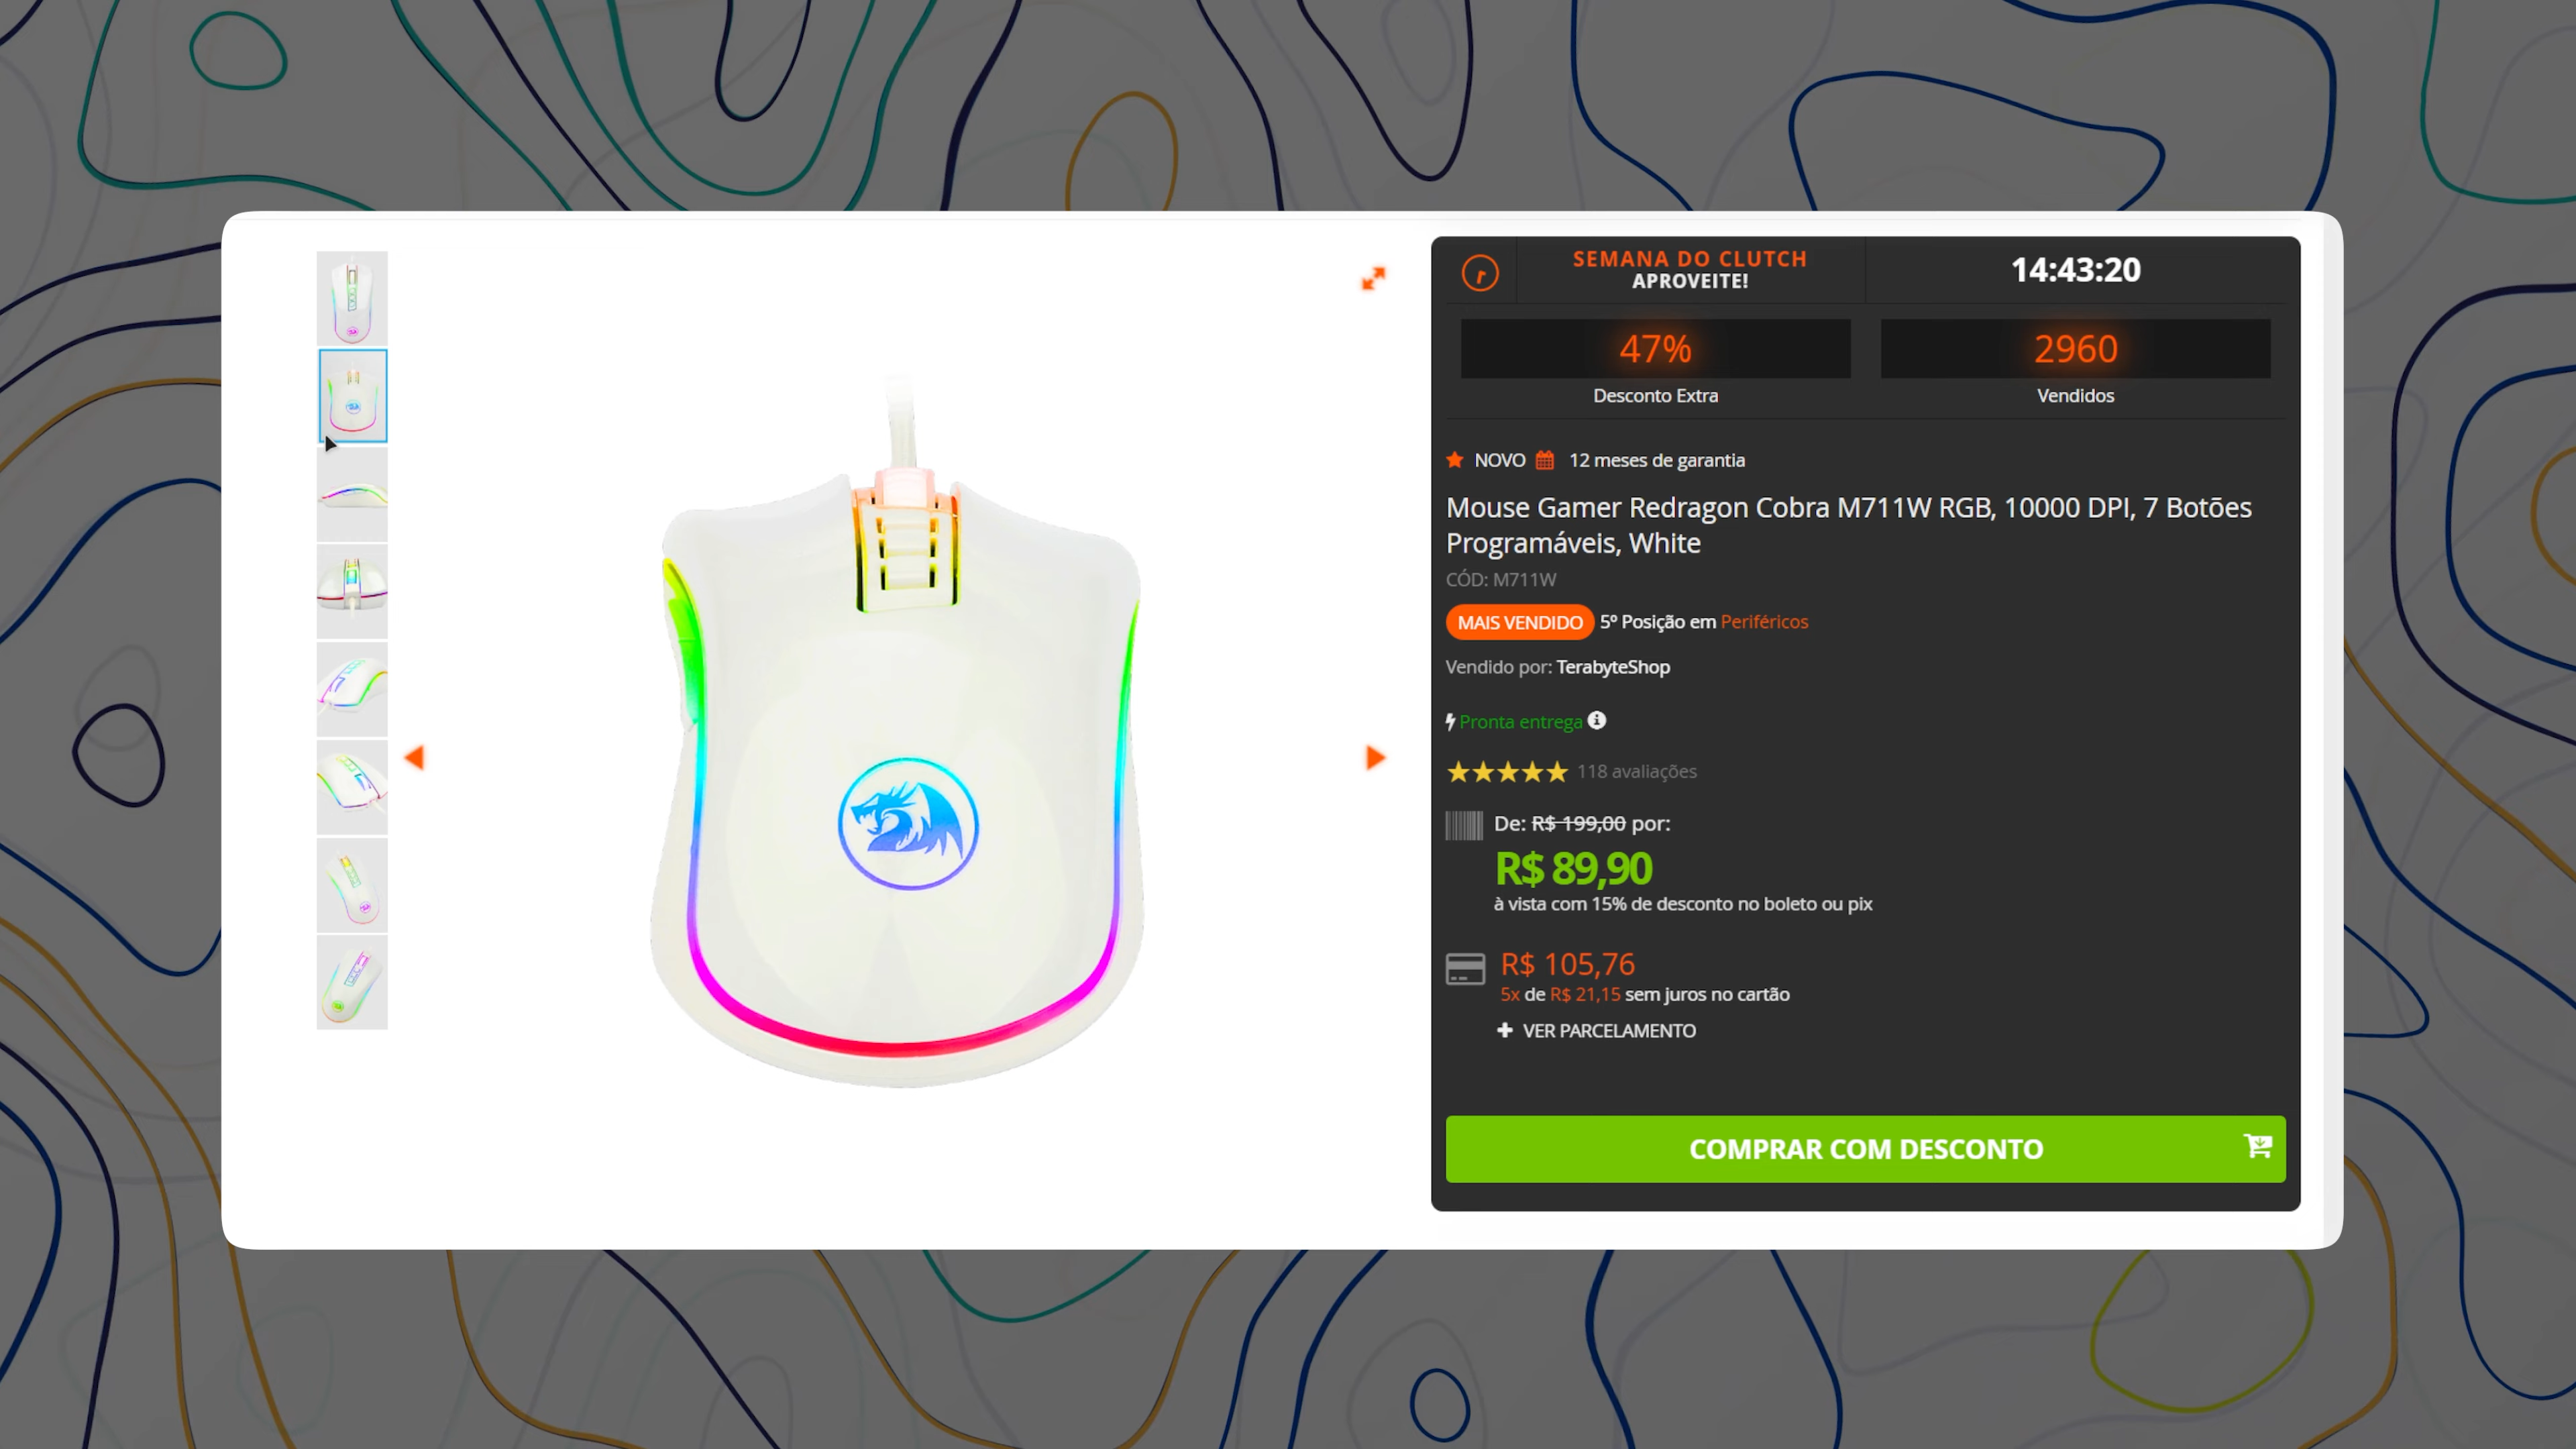 SEMANA DO CLUTCH
APROVEITE!
14:43:20
47%
Desconto Extra
2960
Vendidos
NOVO 12 meses de garantia
Mouse Gamer Redragon Cobra M711W RGB, 10000 DPI, 7 Botões
Programáveis, White
CÓD: M711W
MAIS VENDIDO 5º Posição em Periféricos
Vendido por: TerabyteShop
Pronta entrega
118 avaliações
De: R$ 199,00 por:
R$ 89,90
à vista com 15% de desconto no boleto ou pix
R$ 105,76
5x de R$ 21,15 sem juros no cartão
VER PARCELAMENTO
COMPRAR COM DESCONTO